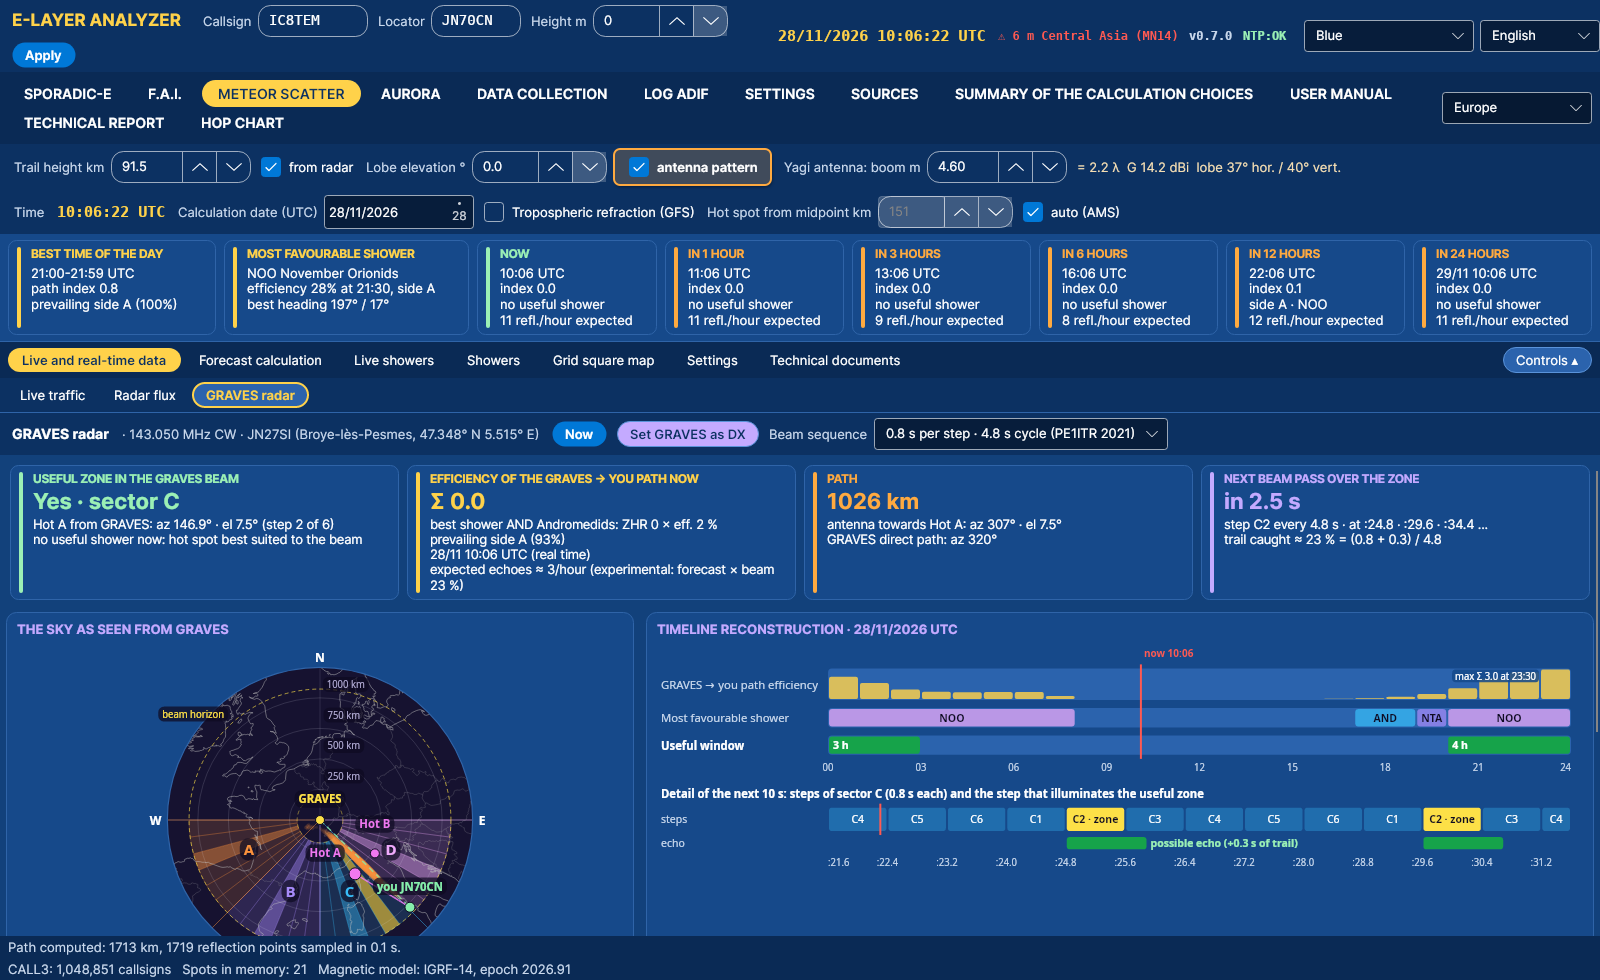 E-LAYER ANALYZER Callsign IC8TEM Locator JN70CN Height m 0
Apply
28/11/2026 10:06:22 UTC ⚠ 6 m Central Asia (MN14) v0.7.0 NTP:OK Blue English
SPORADIC-E F.A.I. METEOR SCATTER AURORA DATA COLLECTION LOG ADIF SETTINGS SOURCES SUMMARY OF THE CALCULATION CHOICES USER MANUAL
TECHNICAL REPORT HOP CHART
Europe
Trail height km 91.5 from radar Lobe elevation ° 0.0 antenna pattern Yagi antenna: boom m 4.60 = 2.2 λ G 14.2 dBi lobe 37° hor. / 40° vert.
Time 10:06:22 UTC Calculation date (UTC) 28/11/2026 28 Tropospheric refraction (GFS) Hot spot from midpoint km 151 auto (AMS)
BEST TIME OF THE DAY
21:00-21:59 UTC
path index 0.8
prevailing side A (100%)
MOST FAVOURABLE SHOWER
NOO November Orionids
efficiency 28% at 21:30, side A
best heading 197° / 17°
NOW
10:06 UTC
index 0.0
no useful shower
11 refl./hour expected
IN 1 HOUR
11:06 UTC
index 0.0
no useful shower
11 refl./hour expected
IN 3 HOURS
13:06 UTC
index 0.0
no useful shower
9 refl./hour expected
IN 6 HOURS
16:06 UTC
index 0.0
no useful shower
8 refl./hour expected
IN 12 HOURS
22:06 UTC
index 0.1
side A · NOO
12 refl./hour expected
IN 24 HOURS
29/11 10:06 UTC
index 0.0
no useful shower
11 refl./hour expected
Live and real-time data Forecast calculation Live showers Showers Grid square map Settings Technical documents Controls ▴
Live traffic Radar flux GRAVES radar
GRAVES radar · 143.050 MHz CW · JN27SI (Broye-lès-Pesmes, 47.348° N 5.515° E) Now Set GRAVES as DX Beam sequence 0.8 s per step · 4.8 s cycle (PE1ITR 2021)
USEFUL ZONE IN THE GRAVES BEAM
Yes · sector C
Hot A from GRAVES: az 146.9° · el 7.5° (step 2 of 6)
no useful shower now: hot spot best suited to the beam
EFFICIENCY OF THE GRAVES → YOU PATH NOW
Σ 0.0
best shower AND Andromedids: ZHR 0 × eff. 2 %
prevailing side A (93%)
28/11 10:06 UTC (real time)
expected echoes ≈ 3/hour (experimental: forecast × beam
23 %)
PATH
1026 km
antenna towards Hot A: az 307° · el 7.5°
GRAVES direct path: az 320°
NEXT BEAM PASS OVER THE ZONE
in 2.5 s
step C2 every 4.8 s · at :24.8 · :29.6 · :34.4 ...
trail caught ≈ 23 % = (0.8 + 0.3) / 4.8
THE SKY AS SEEN FROM GRAVES
N
1000 km
beam horizon
750 km
500 km
250 km
GRAVES
W E
Hot B
A Hot A D
B C you JN70CN
TIMELINE RECONSTRUCTION · 28/11/2026 UTC
now 10:06
GRAVES → you path efficiency max Σ 3.0 at 23:30
Most favourable shower NOO AND NTA NOO
Useful window 3 h 4 h
00 03 06 09 12 15 18 21 24
Detail of the next 10 s: steps of sector C (0.8 s each) and the step that illuminates the useful zone
steps C4 C5 C6 C1 C2 · zone C3 C4 C5 C6 C1 C2 · zone C3 C4
echo possible echo (+0.3 s of trail)
:21.6 :22.4 :23.2 :24.0 :24.8 :25.6 :26.4 :27.2 :28.0 :28.8 :29.6 :30.4 :31.2
Path computed: 1713 km, 1719 reflection points sampled in 0.1 s.
CALL3: 1,048,851 callsigns Spots in memory: 21 Magnetic model: IGRF-14, epoch 2026.91